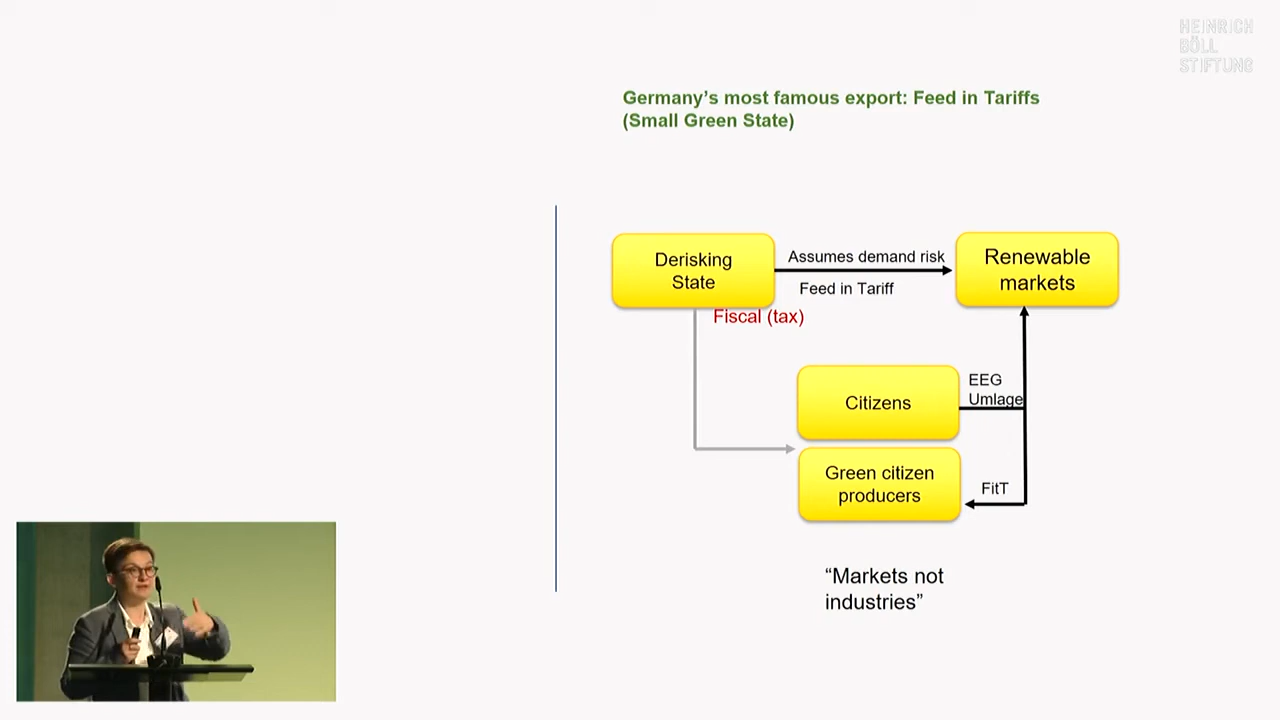 HEINRICH
BÖLL
STIFTUNG
Germany's most famous export: Feed in Tariffs
(Small Green State)
Derisking
State
Assumes demand risk
Feed in Tariff
Renewable
markets
Fiscal (tax)
Citizens
EEG
Umlage
Green citizen
producers
FitT
“Markets not
industries”